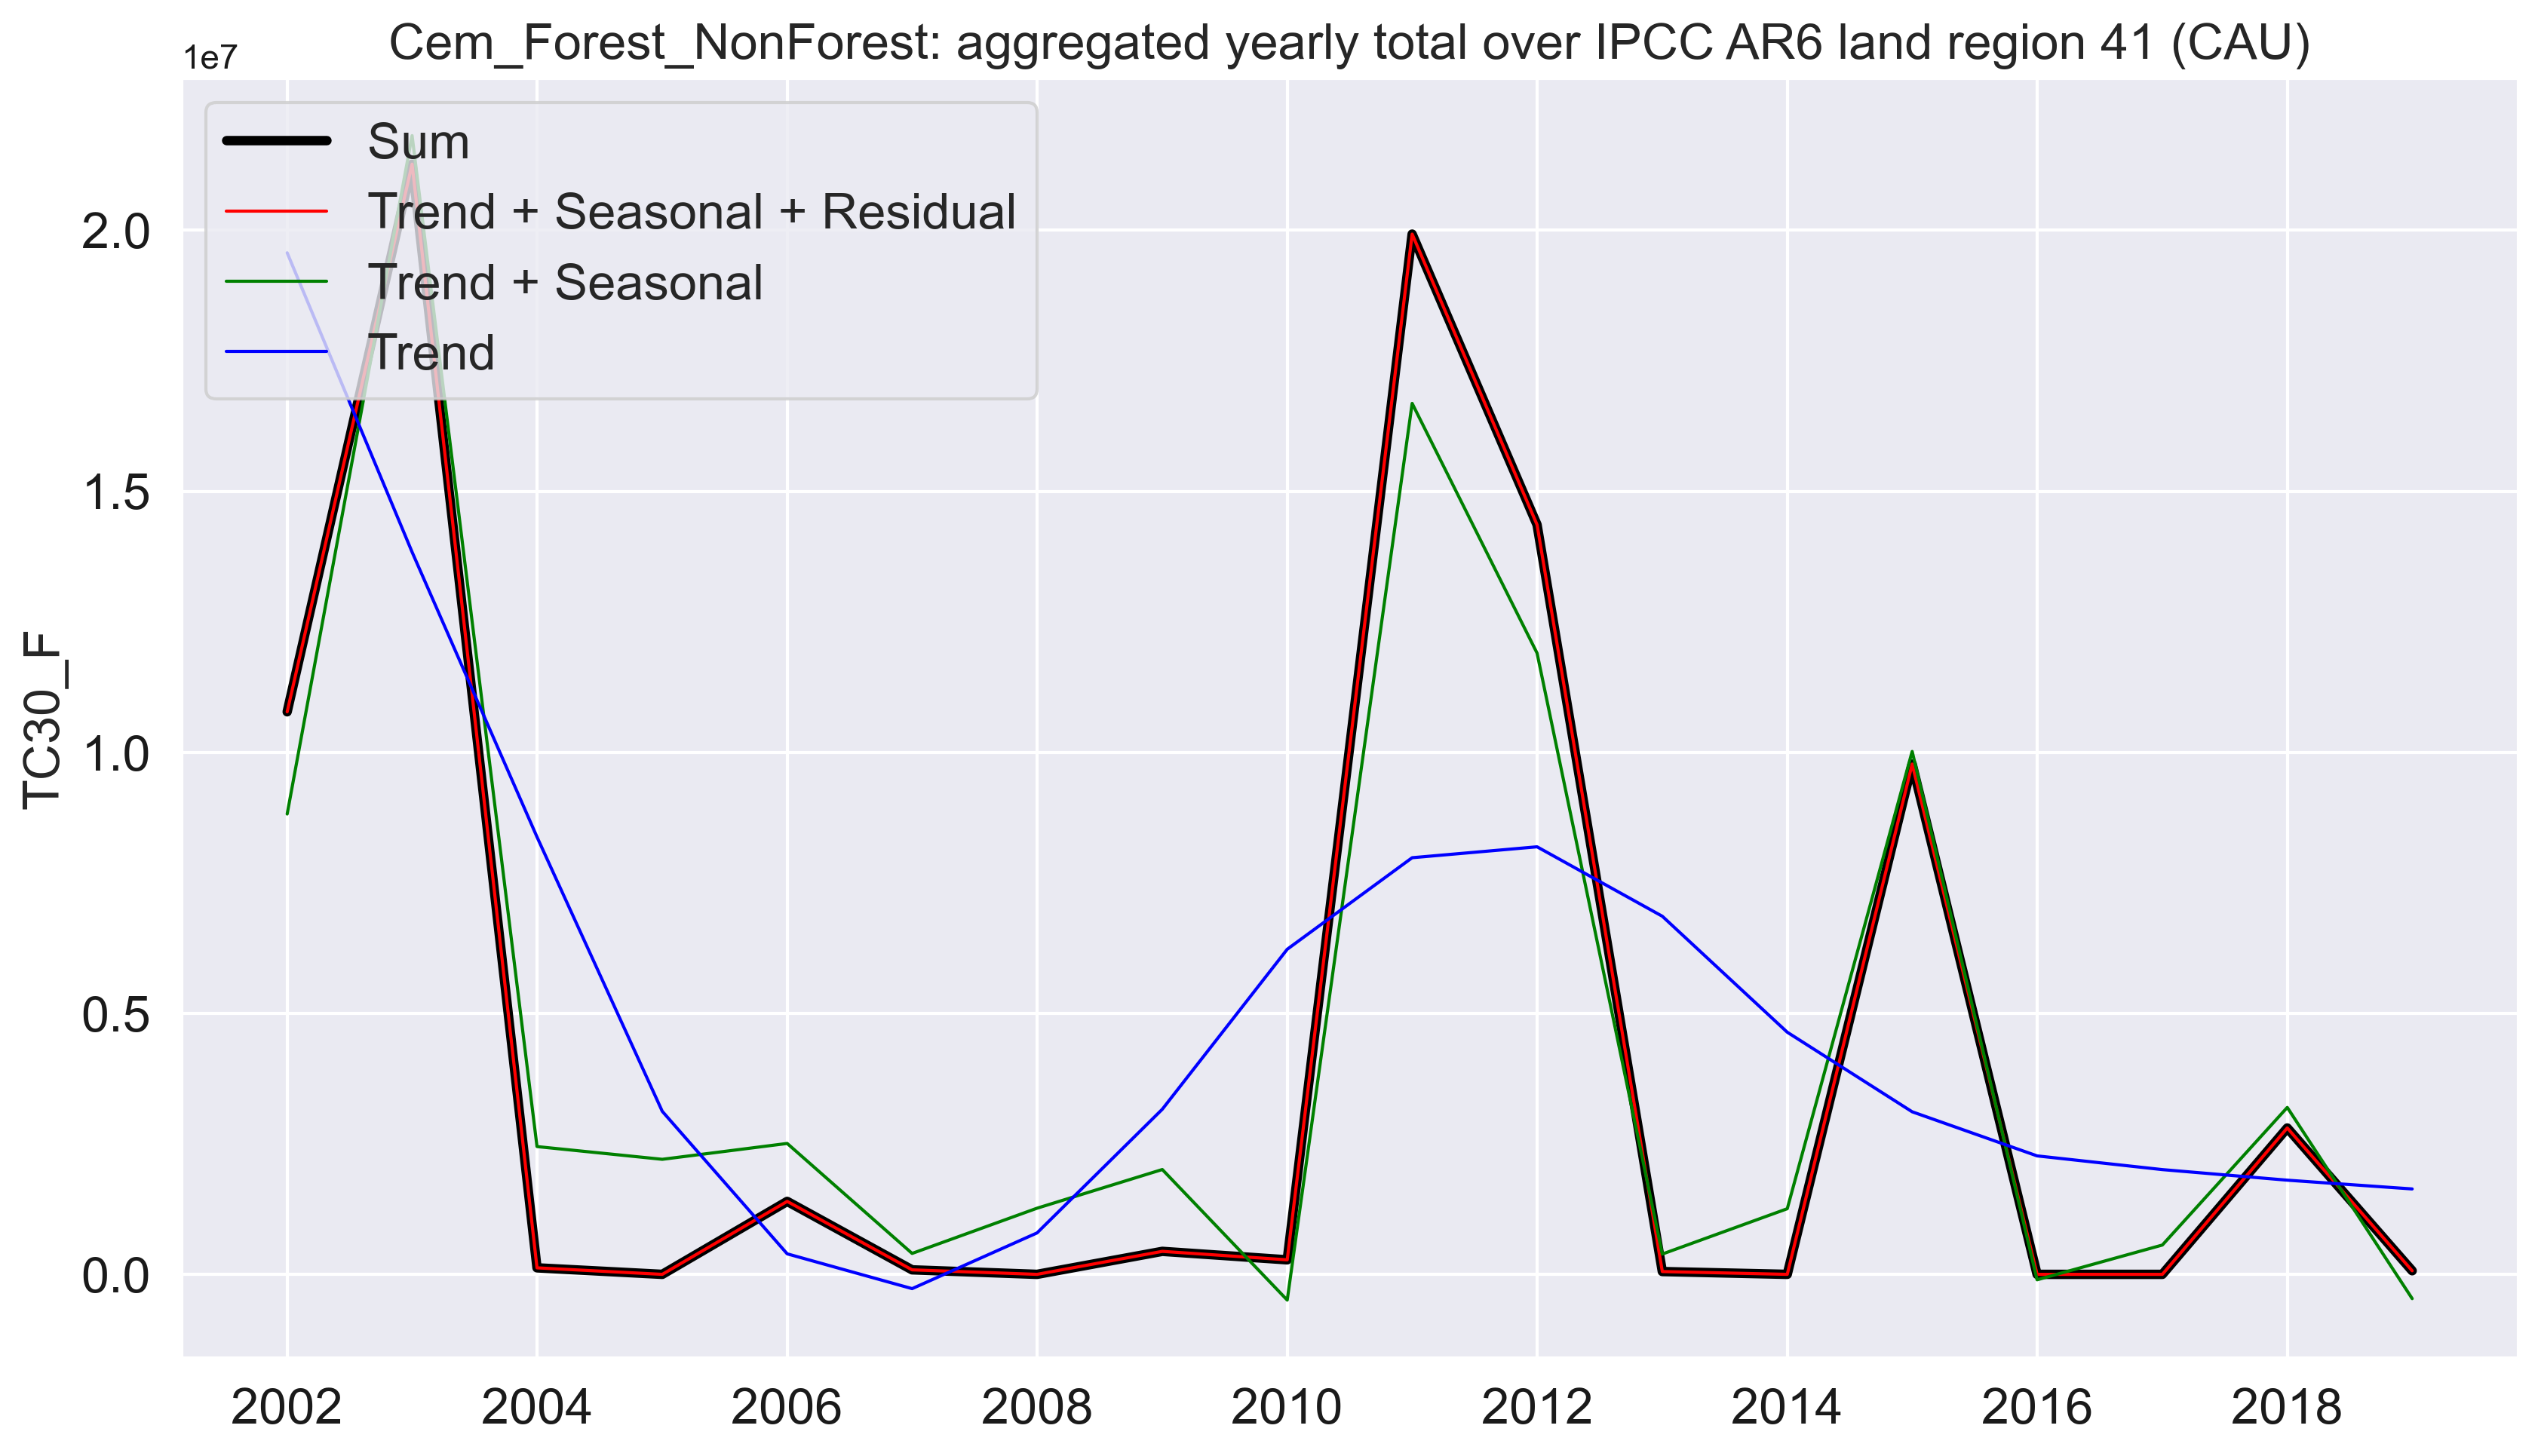 Cem_Forest_NonForest: aggregated yearly total over IPCC AR6 land region 41 (CAU)
1e7
Sum
Trend + Seasonal + Residual
Trend + Seasonal
Trend
2.0
1.5
1.0
0.5
0.0
TC30_F
2002 2004 2006 2008 2010 2012 2014 2016 2018